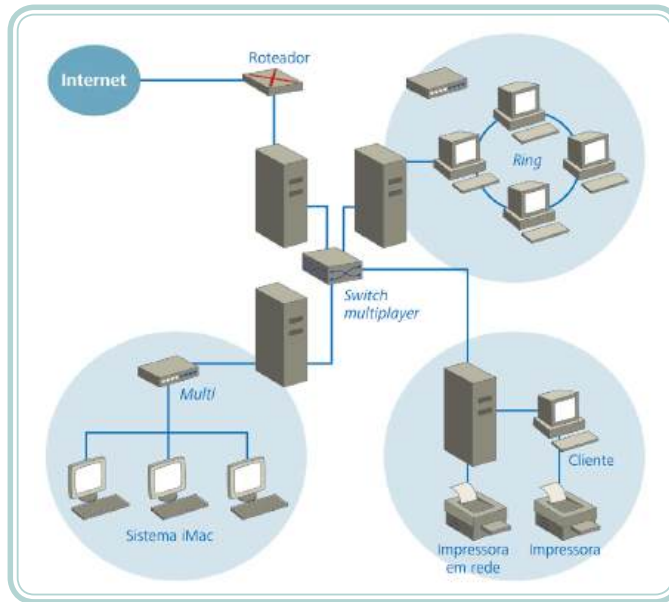 Roteador
Internet
Ring
Switch
multiplayer
Multi
Sistema iMac
Cliente
Impressora
em rede
Impressora